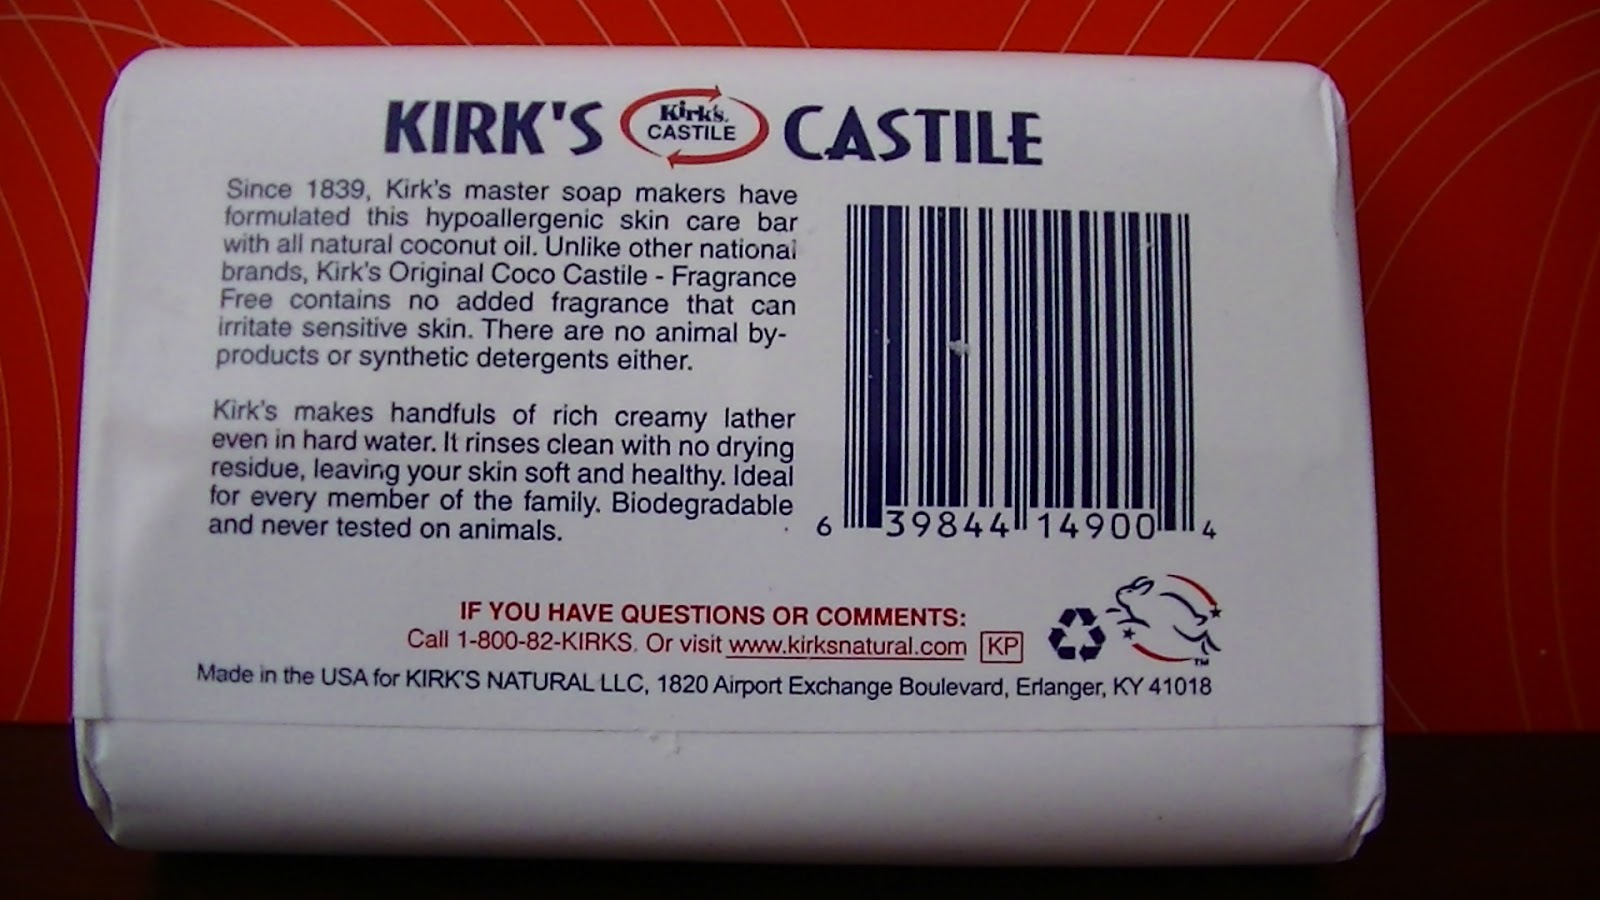 KIRK'S Kirk's. CASTILE CASTILE
Since 1839, Kirk's master soap makers have
formulated this hypoallergenic skin care bar
with all natural coconut oil. Unlike other national
brands, Kirk's Original Coco Castile - Fragrance
Free contains no added fragrance that can
irritate sensitive skin. There are no animal by-
products or synthetic detergents either.
Kirk's makes handfuls of rich creamy lather
even in hard water. It rinses clean with no drying
residue, leaving your skin soft and healthy. Ideal
for every member of the family. Biodegradable
and never tested on animals.
6 39844 14900 4
IF YOU HAVE QUESTIONS OR COMMENTS:
Call 1-800-82-KIRKS. Or visit www.kirksnatural.com KP
TM
Made in the USA for KIRK'S NATURAL LLC, 1820 Airport Exchange Boulevard, Erlanger, KY 41018